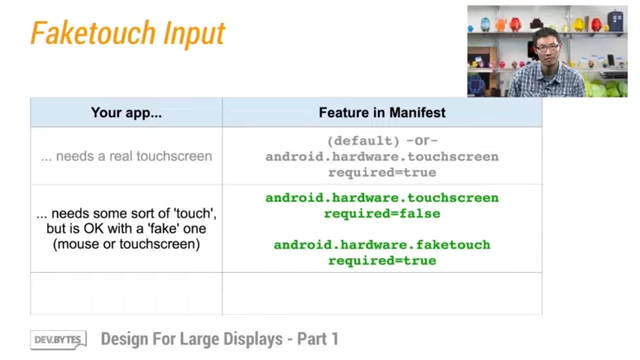 Faketouch Input
Your app...
Feature in Manifest
... needs a real touchscreen
(default) -or-
android.hardware.touchscreen
required=true
... needs some sort of 'touch',
but is OK with a 'fake' one
(mouse or touchscreen)
android.hardware.touchscreen
required=false
android.hardware.faketouch
required=true
DEV.BYTES
Design For Large Displays - Part 1